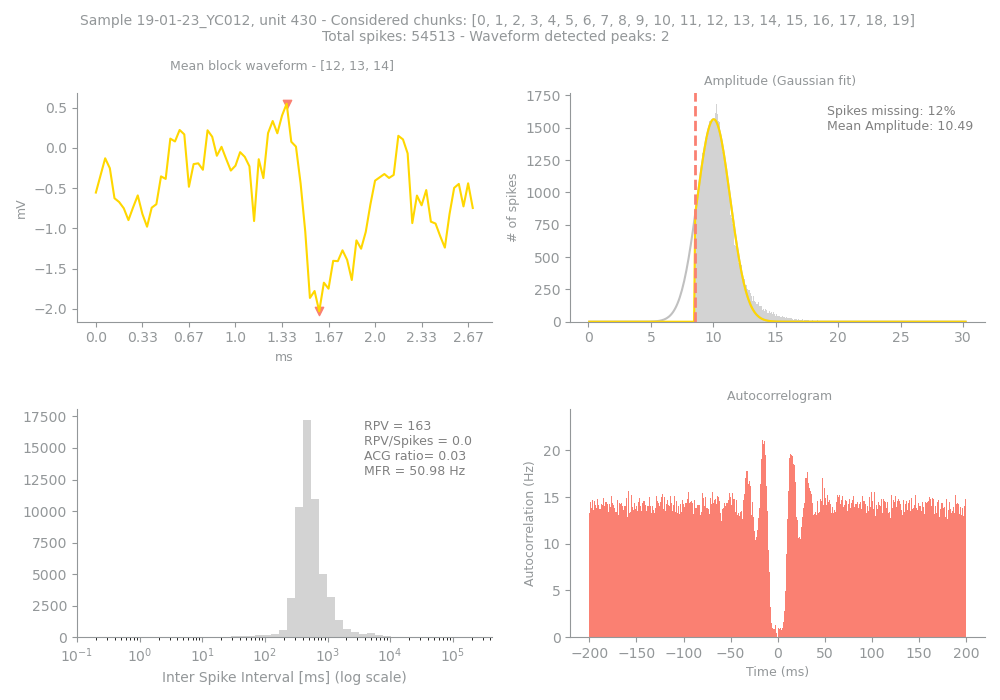 Sample 19-01-23_YC012, unit 430 - Considered chunks: [0, 1, 2, 3, 4, 5, 6, 7, 8, 9, 10, 11, 12, 13, 14, 15, 16, 17, 18, 19]
Total spikes: 54513 - Waveform detected peaks: 2
Mean block waveform - [12, 13, 14]
0.5
0.0
−0.5
−1.0
−1.5
−2.0
mV
0.0 0.33 0.67 1.0 1.33 1.67 2.0 2.33 2.67
ms
Amplitude (Gaussian fit)
Spikes missing: 12%
Mean Amplitude: 10.49
1750
1500
1250
1000
750
500
250
0
# of spikes
0 5 10 15 20 25 30
17500
15000
12500
10000
7500
5000
2500
0
RPV = 163
RPV/Spikes = 0.0
ACG ratio= 0.03
MFR = 50.98 Hz
10⁻¹ 10⁰ 10¹ 10² 10³ 10⁴ 10⁵
Inter Spike Interval [ms] (log scale)
Autocorrelogram
20
15
10
5
0
Autocorrelation (Hz)
−200 −150 −100 −50 0 50 100 150 200
Time (ms)